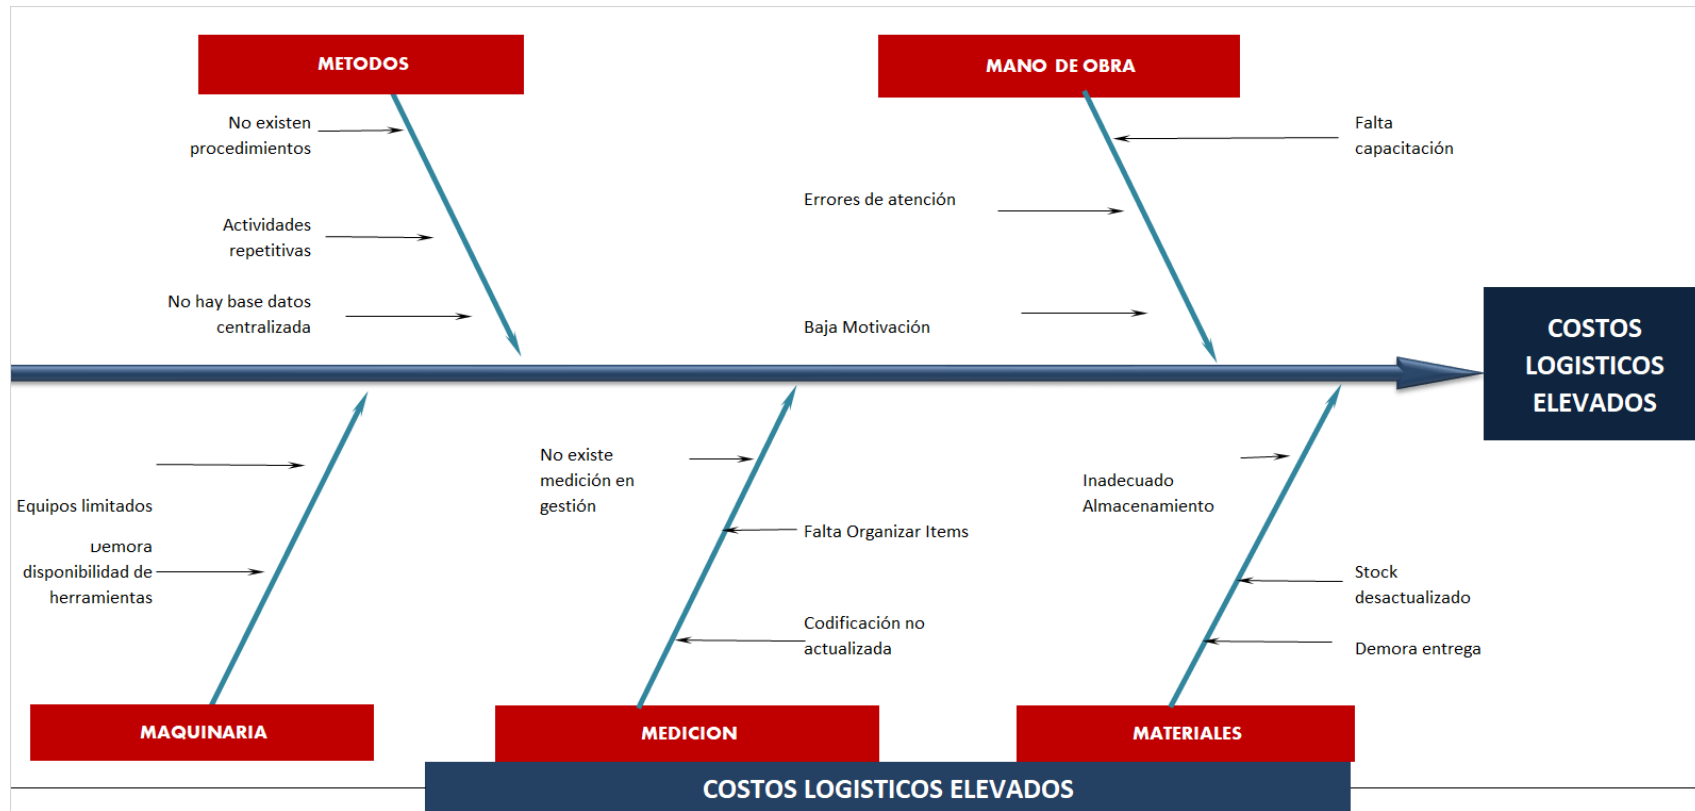 METODOS
MANO DE OBRA
No existen
procedimientos
Falta
capacitación
Errores de atención
Actividades
repetitivas
No hay base datos
centralizada
Baja Motivación
COSTOS
LOGISTICOS
ELEVADOS
No existe
medición en
gestión
Inadecuado
Almacenamiento
Equipos limitados
Demora
disponibilidad de
herramientas
Falta Organizar Items
Stock
desactualizado
Codificación no
actualizada
Demora entrega
MAQUINARIA
MEDICION
MATERIALES
COSTOS LOGISTICOS ELEVADOS